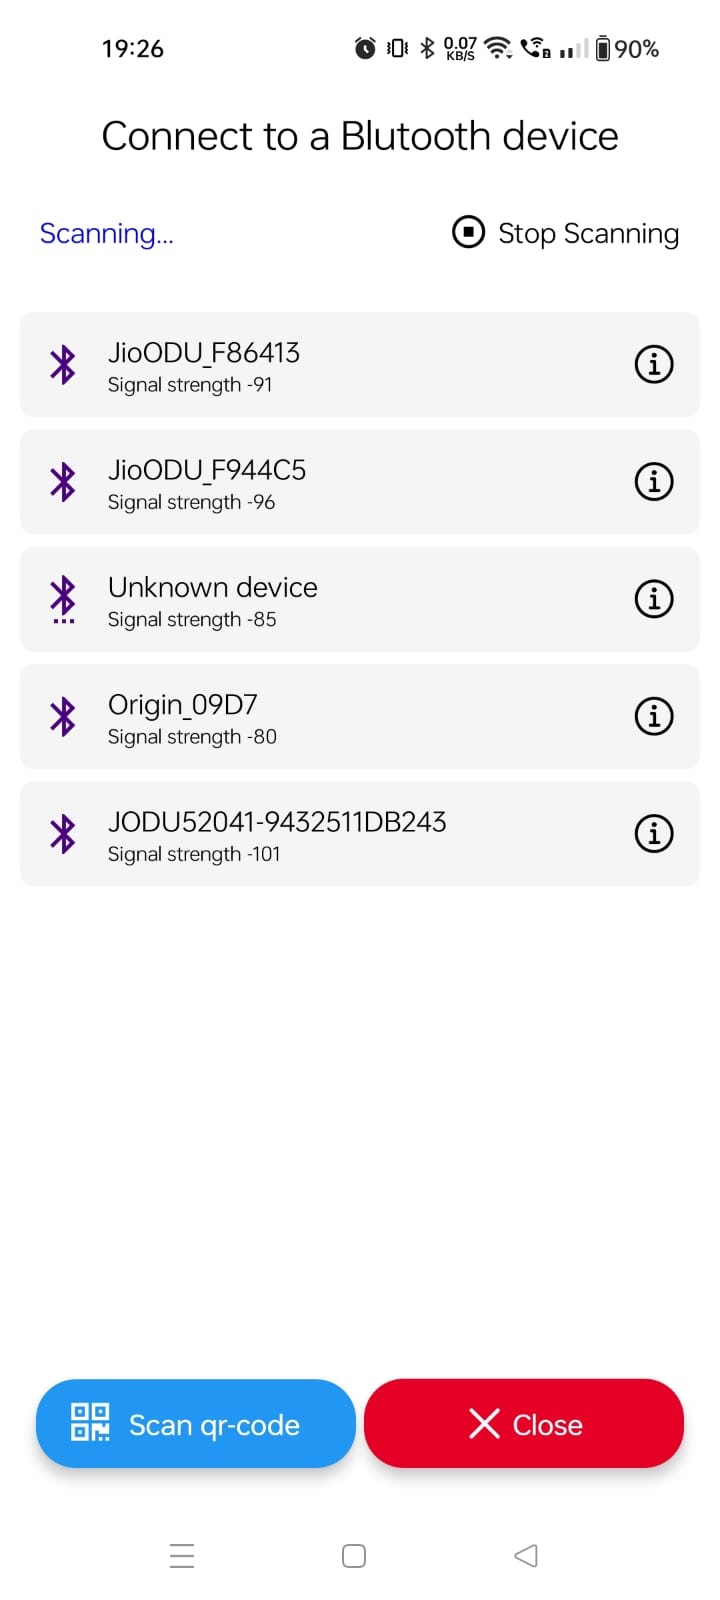 19:26
0.07
KB/S
2
90%
Connect to a Blutooth device
Scanning...
Stop Scanning
JioODU_F86413
Signal strength -91
JioODU_F944C5
Signal strength -96
Unknown device
Signal strength -85
Origin_09D7
Signal strength -80
JODU52041-9432511DB243
Signal strength -101
Scan qr-code
Close